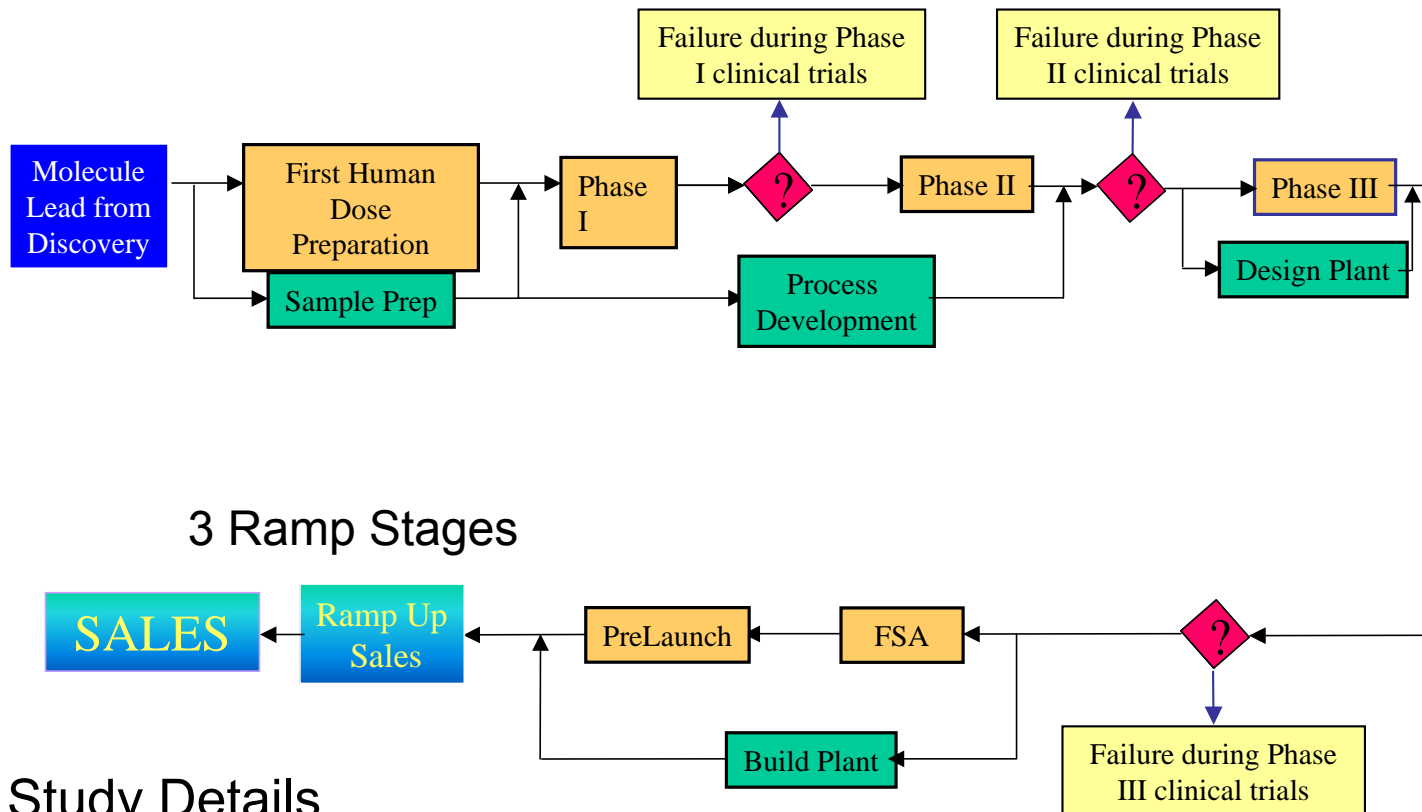 Failure during Phase
I clinical trials
Failure during Phase
II clinical trials
Molecule
Lead from
Discovery
First Human
Dose
Preparation
Sample Prep
Phase
I
?
Phase II
Process
Development
?
Phase III
Design Plant
3 Ramp Stages
SALES
Ramp Up
Sales
PreLaunch
FSA
?
Build Plant
Failure during Phase
III clinical trials
Study Details